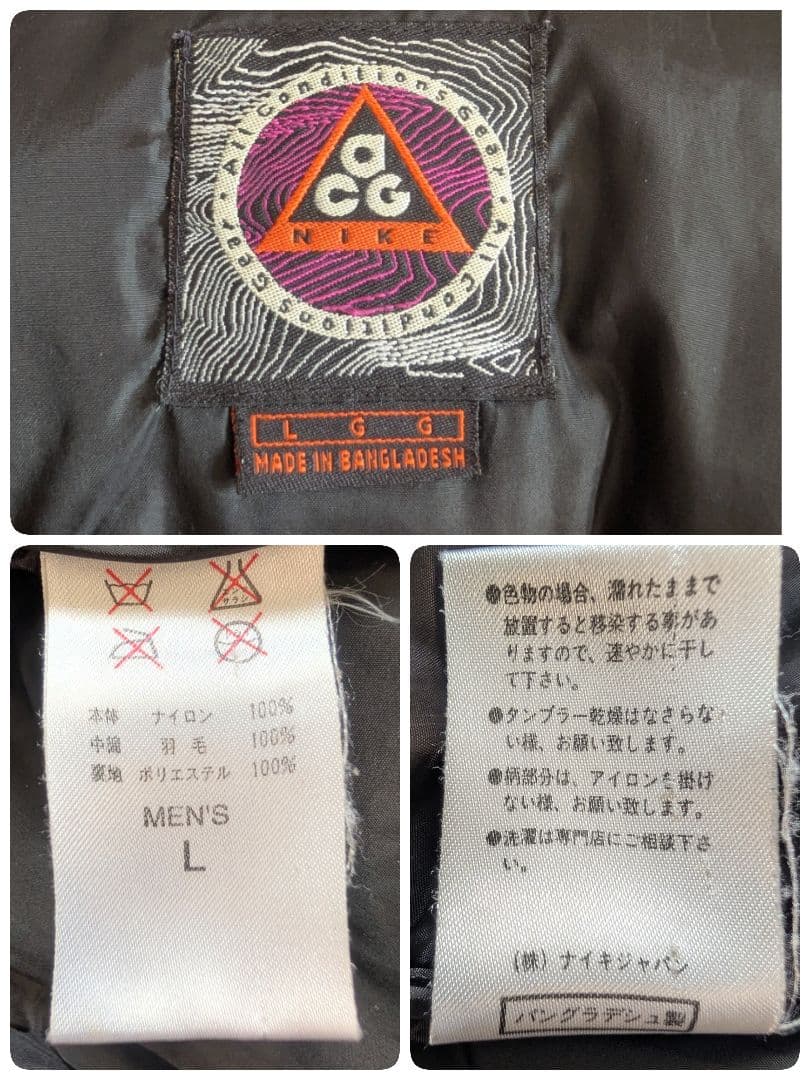 All Conditions Gear · All Conditions Gear ·
a
CG
NIKE
L G G
MADE IN BANGLADESH
エンソ
サラシ
本体 ナイロン 100%
中綿 羽毛 100%
裏地 ポリエステル 100%
MEN'S
L
●色物の場合、濡れたままで
放置すると移染する事があ
りますので、速やかに干し
て下さい。
●タンブラー乾燥はなさらな
い様、お願い致します。
●柄部分は、アイロンを掛け
ない様、お願い致します。
●洗濯は専門店にご相談下さ
い。
(株) ナイキジャパン
バングラデシュ製